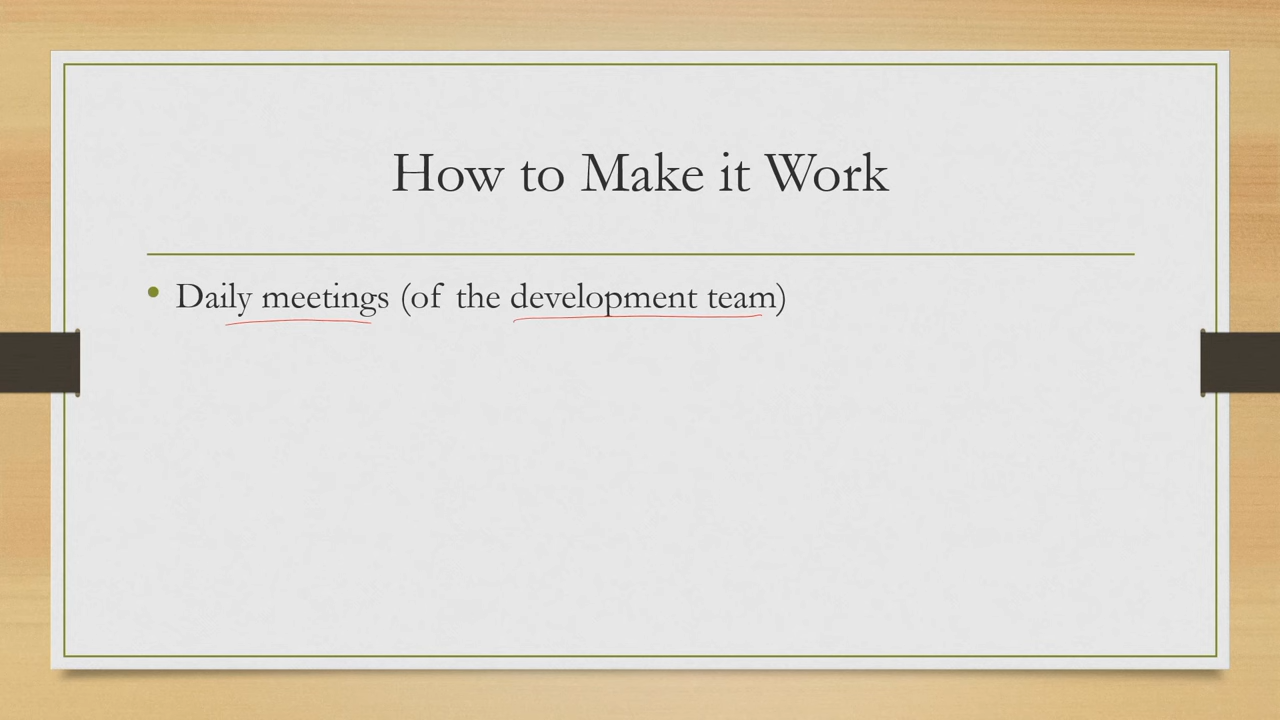 How to Make it Work
• Daily meetings (of the development team)